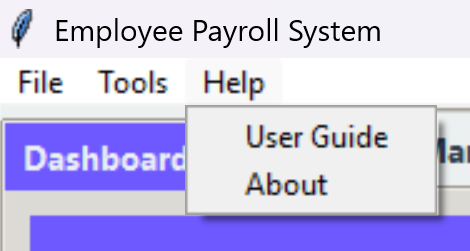 Employee Payroll System
File Tools Help
User Guide
Dashboard
About